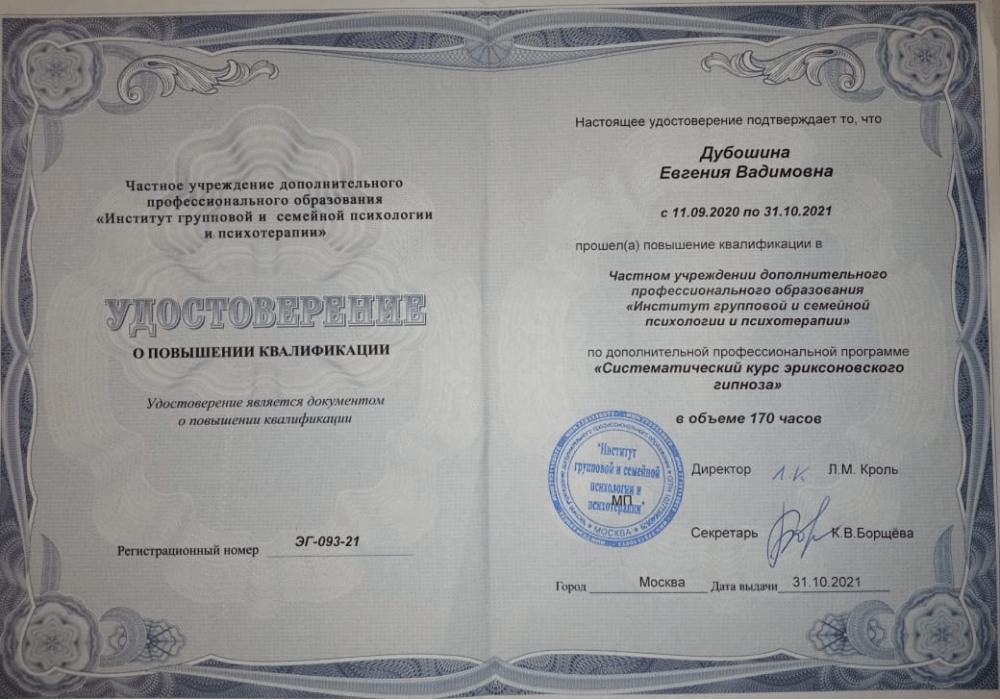 Частное учреждение дополнительного
профессионального образования
«Институт групповой и семейной психологии
и психотерапии»
УДОСТОВЕРЕНИЕ
О ПОВЫШЕНИИ КВАЛИФИКАЦИИ
Удостоверение является документом
о повышении квалификации
Регистрационный номер ЭГ-093-21
Настоящее удостоверение подтверждает то, что
Дубошина
Евгения Вадимовна
с 11.09.2020 по 31.10.2021
прошел(а) повышение квалификации в
Частном учреждении дополнительного
профессионального образования
«Институт групповой и семейной
психологии и психотерапии»
по дополнительной профессиональной программе
«Систематический курс эриксоновского
гипноза»
в объеме 170 часов
"Институт
групповой и семейной
психологии и
психотерапии"
МП
МОСКВА
Директор Л.М. Кроль
Секретарь К.В.Борщёва
Город Москва Дата выдачи 31.10.2021